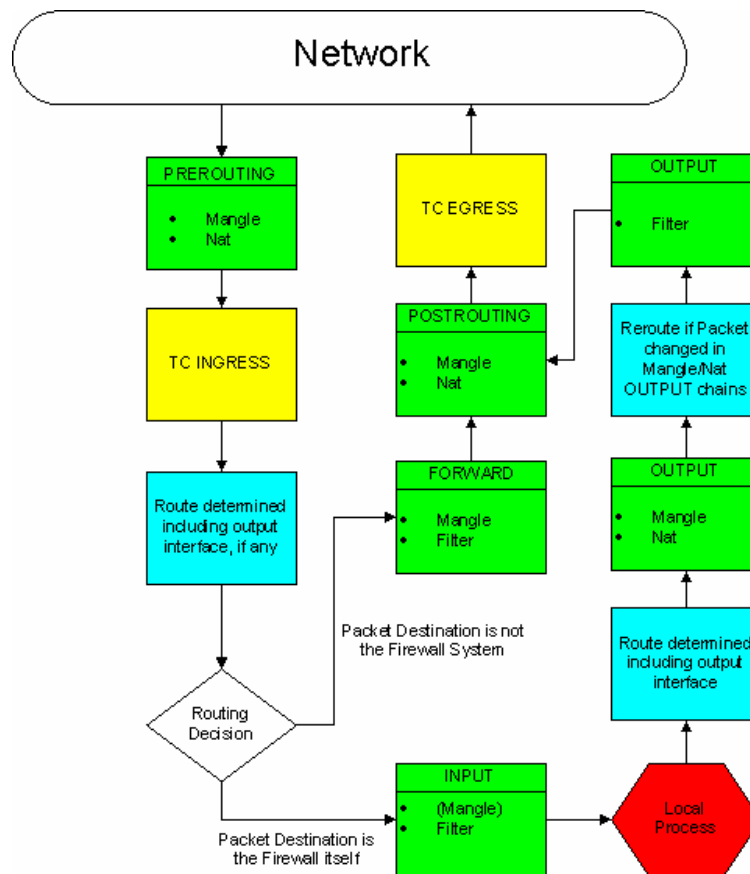 Network
PREROUTING
• Mangle
• Nat
TC INGRESS
Route determined
including output
interface, if any
Routing
Decision
Packet Destination is not
the Firewall System
Packet Destination is
the Firewall itself
TC EGRESS
POSTROUTING
• Mangle
• Nat
FORWARD
• Mangle
• Filter
INPUT
• (Mangle)
• Filter
OUTPUT
• Filter
Reroute if Packet
changed in
Mangle/Nat
OUTPUT chains
OUTPUT
• Mangle
• Nat
Route determined
including output
interface
Local
Process